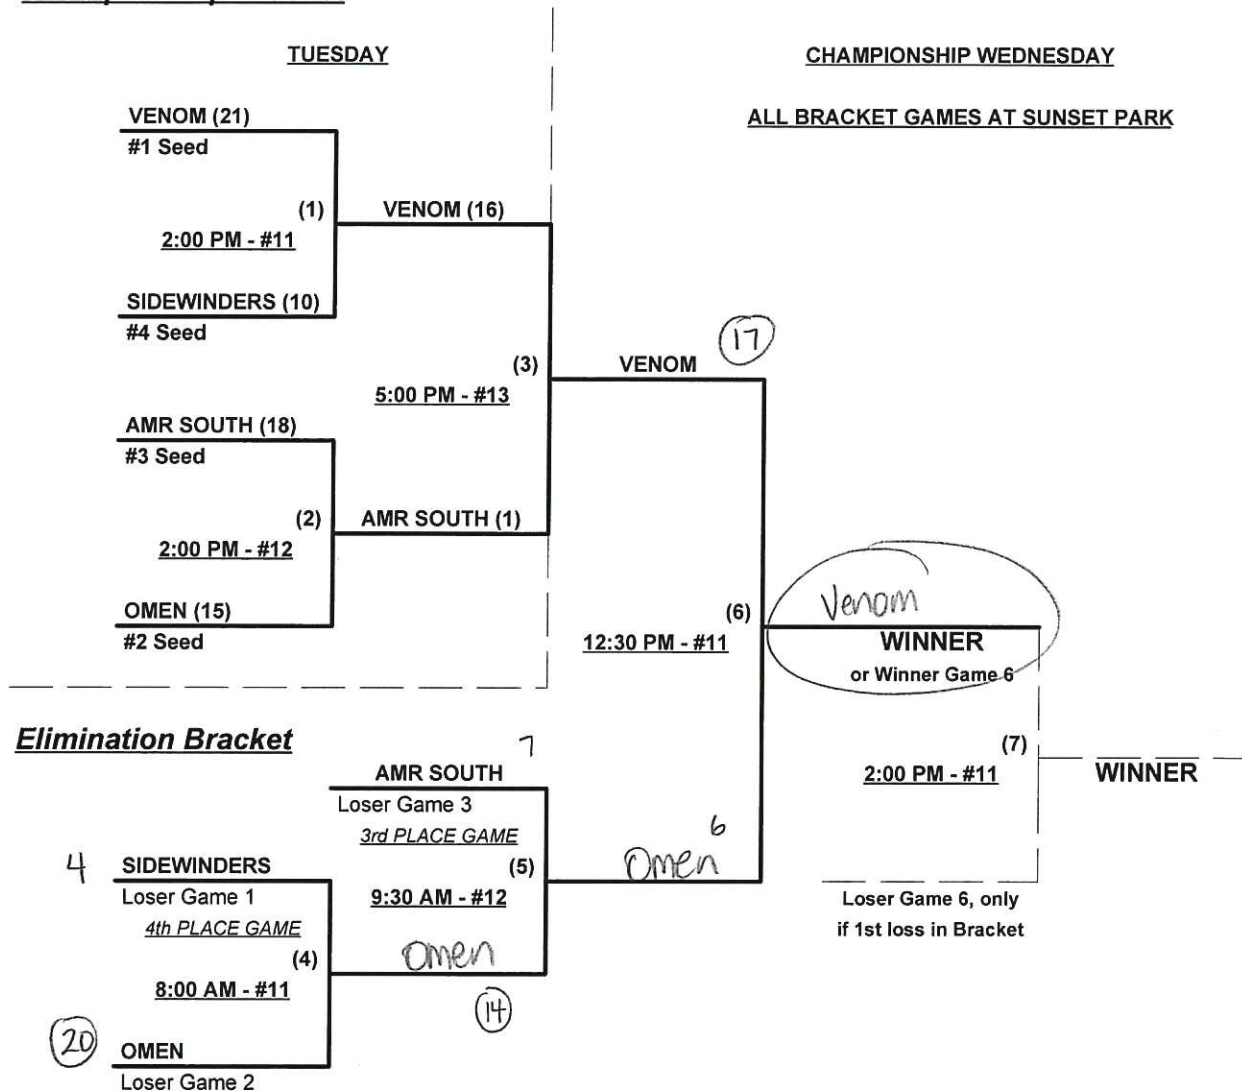 TUESDAY
CHAMPIONSHIP WEDNESDAY
VENOM (21)
ALL BRACKET GAMES AT SUNSET PARK
#1 Seed
(1)
VENOM (16)
2:00 PM - #11
SIDEWINDERS (10)
#4 Seed
17
(3)
VENOM
5:00 PM - #13
AMR SOUTH (18)
#3 Seed
(2)
AMR SOUTH (1)
2:00 PM - #12
OMEN (15)
#2 Seed
(6)
Venom
12:30 PM - #11
WINNER
or Winner Game 6
Elimination Bracket
7
(7)
AMR SOUTH
2:00 PM - #11
WINNER
Loser Game 3
3rd PLACE GAME
6
4
SIDEWINDERS
(5)
Omen
Loser Game 1
9:30 AM - #12
Loser Game 6, only
if 1st loss in Bracket
4th PLACE GAME
(4)
Omen
8:00 AM - #11
14
20
OMEN
Loser Game 2